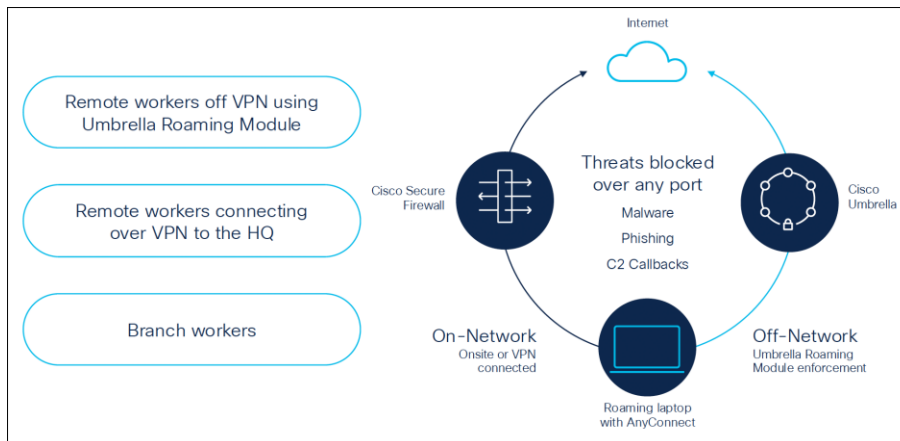 Remote workers off VPN using
Umbrella Roaming Module
Remote workers connecting
over VPN to the HQ
Branch workers
Internet
Cisco Secure
Firewall
Threats blocked
over any port
Malware
Phishing
C2 Callbacks
Cisco
Umbrella
On-Network
Onsite or VPN
connected
Off-Network
Umbrella Roaming
Module enforcement
Roaming laptop
with AnyConnect